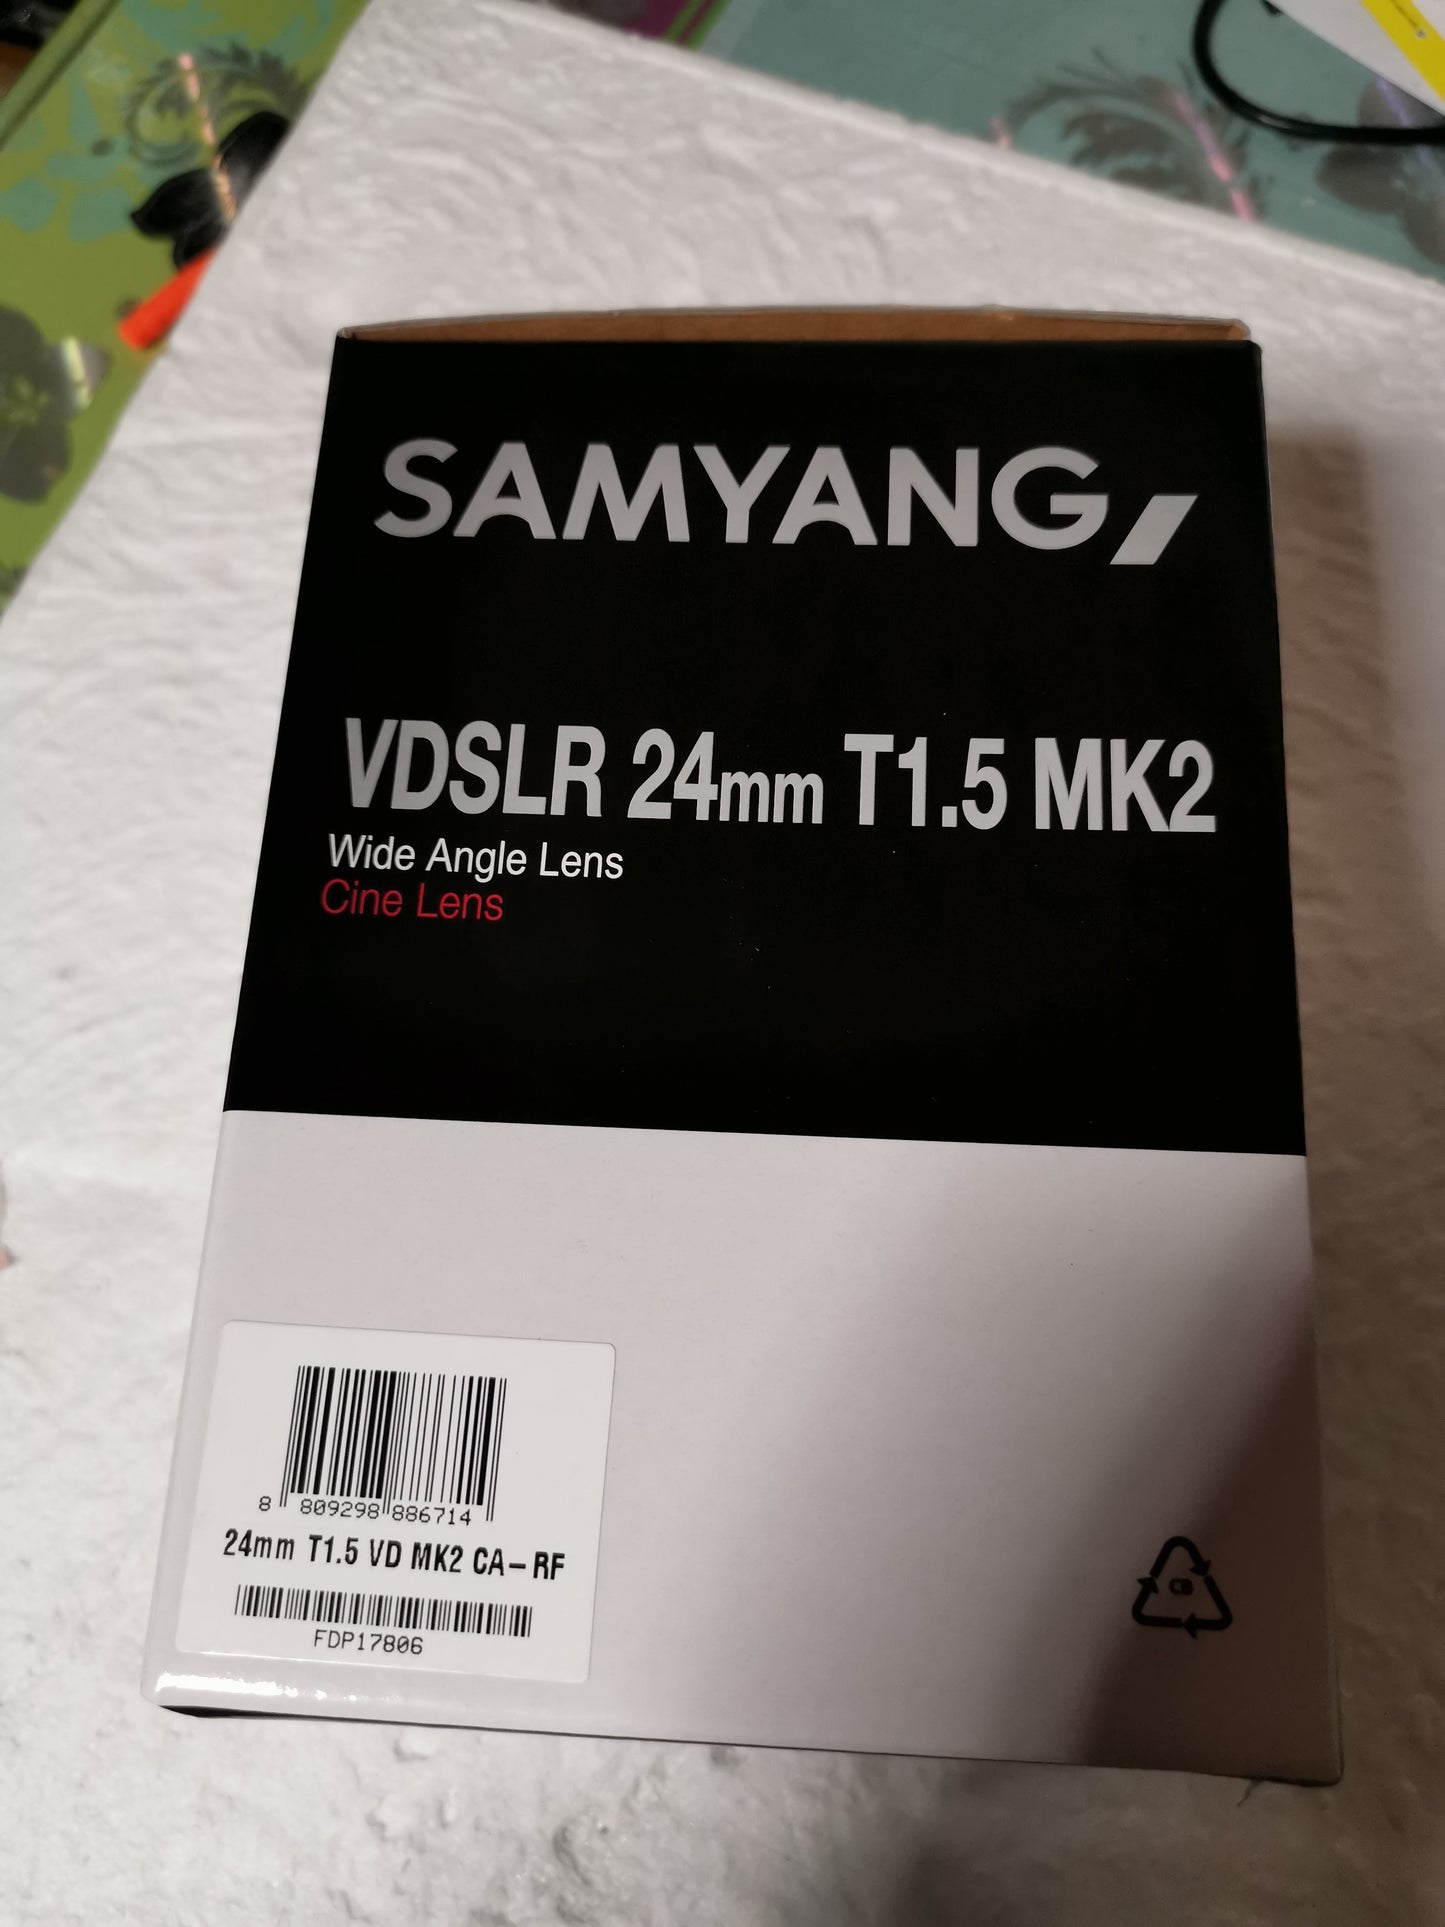 SAMYANG
VDSLR 24mm T1.5 MK2
Wide Angle Lens
Cine Lens
8 809298 886714
24mm T1.5 VD MK2 CA-RF
FDP17806